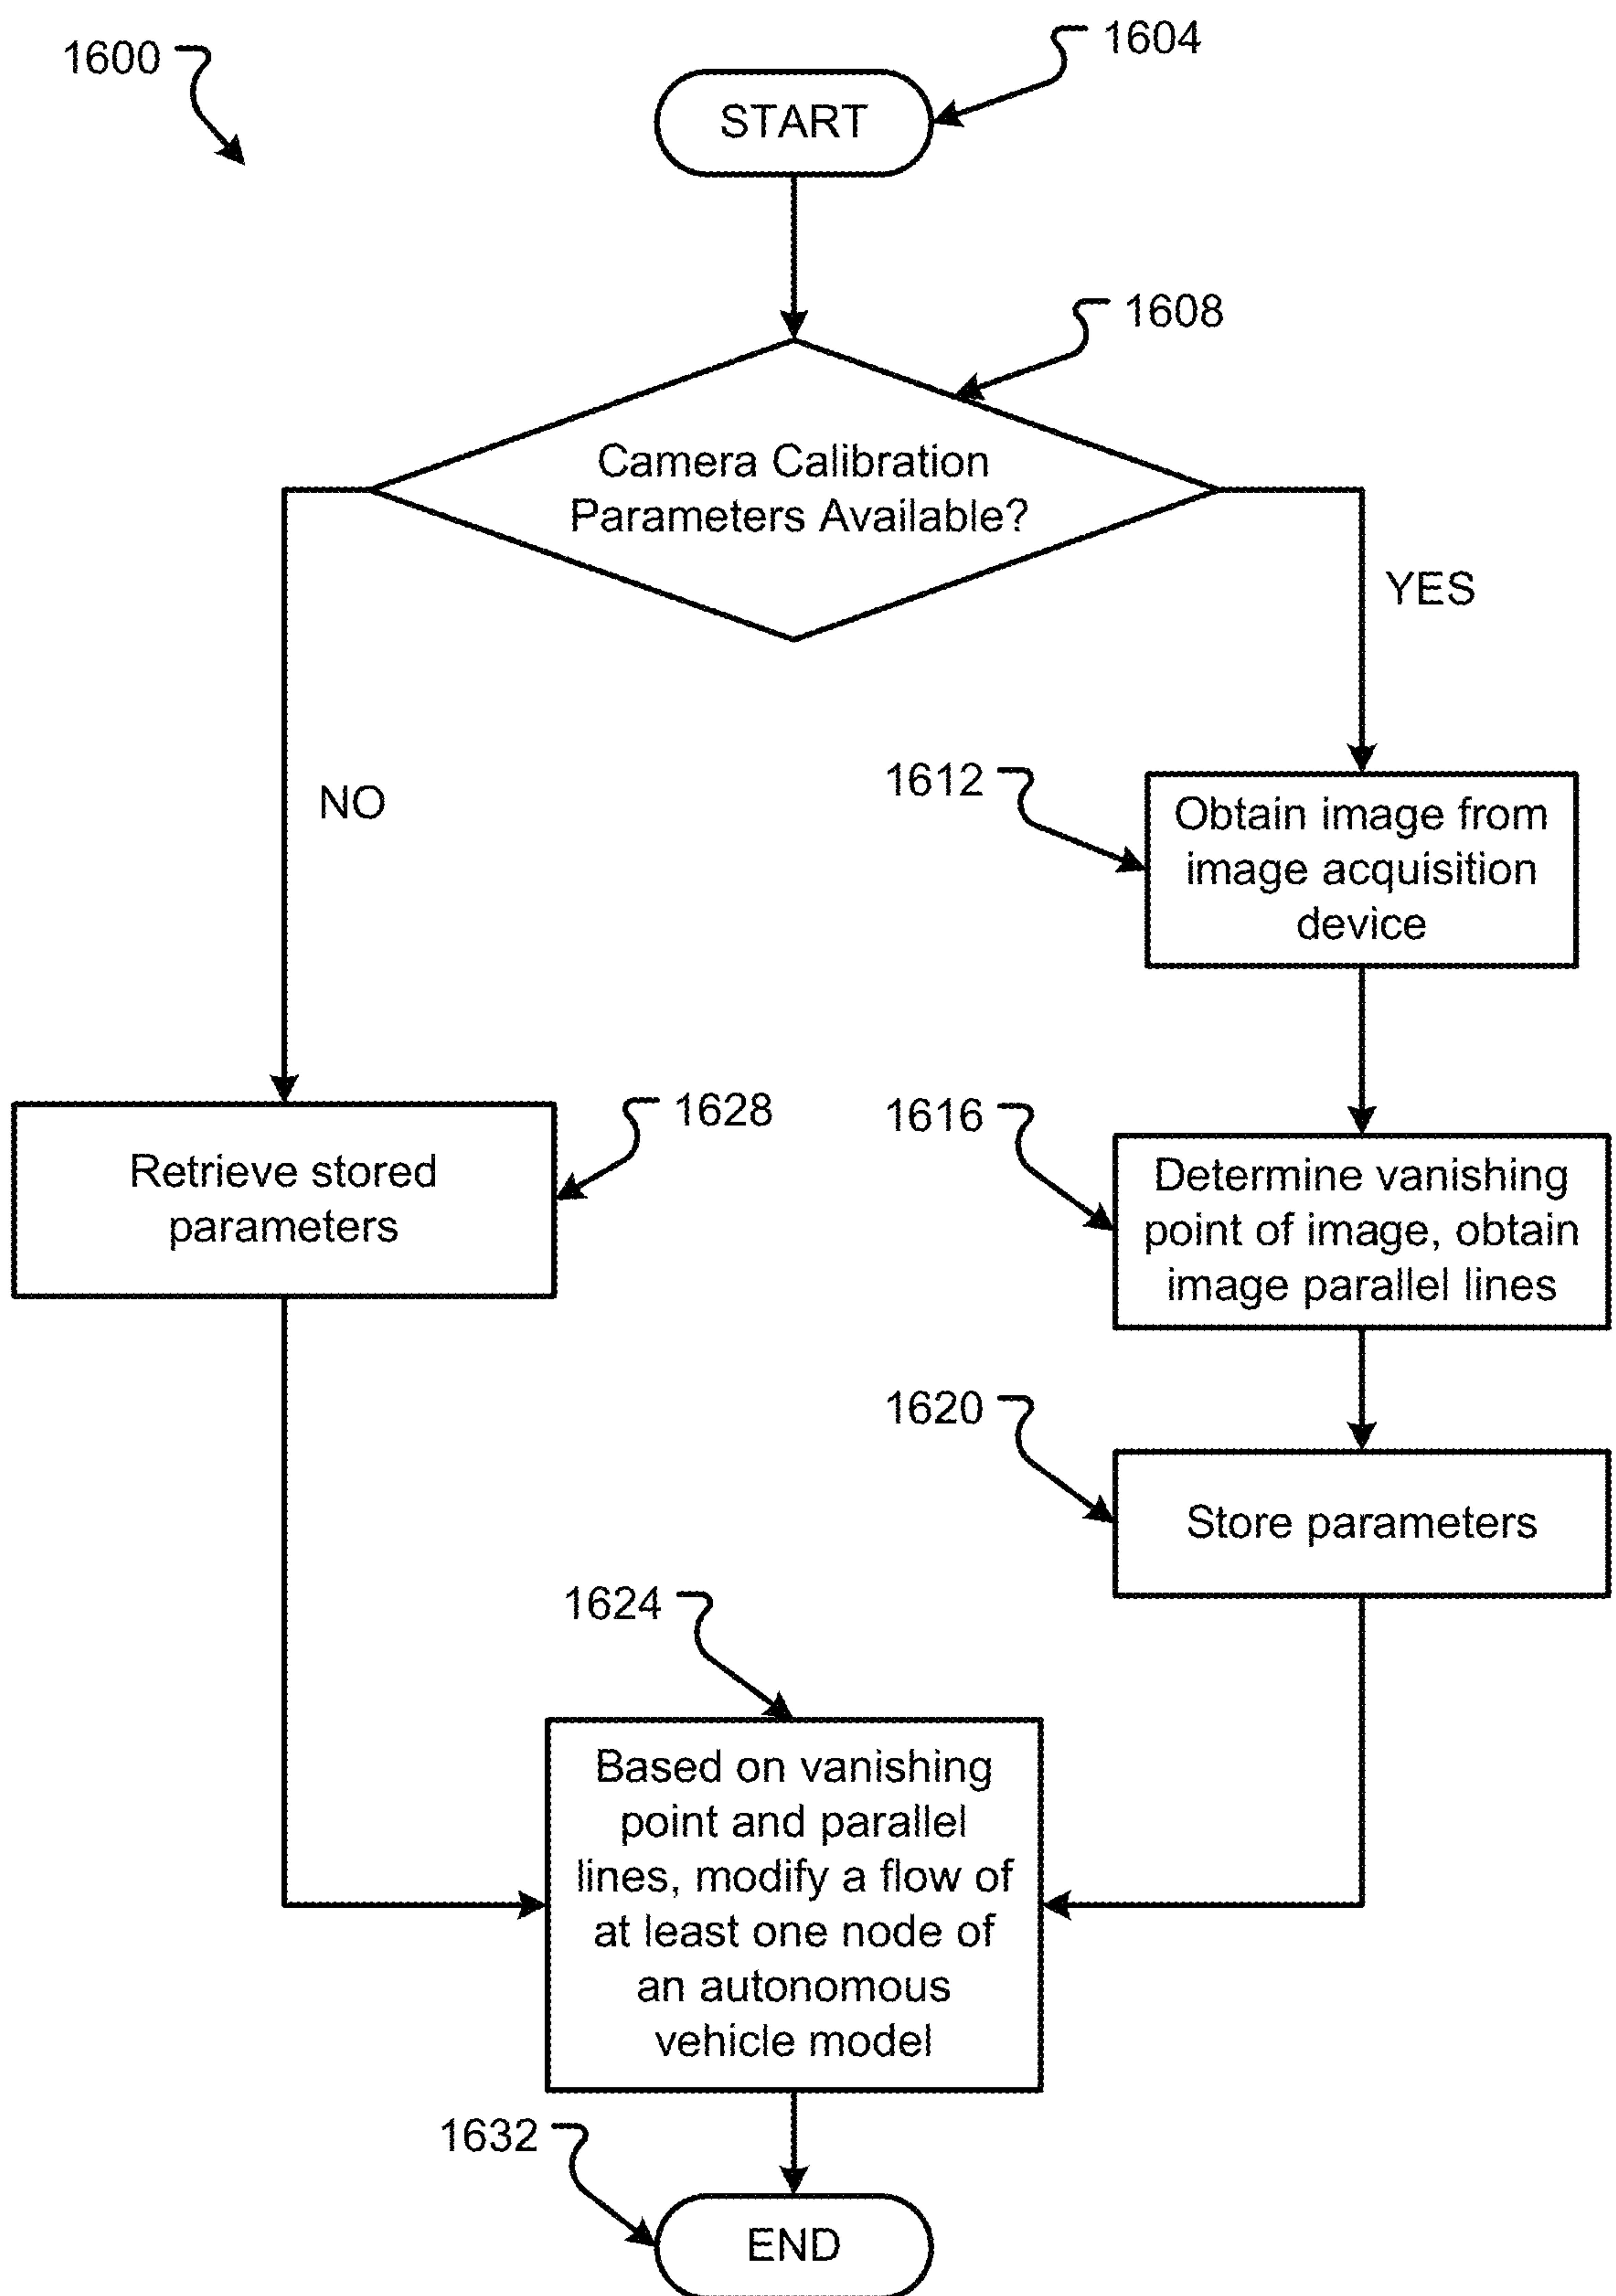 1600
1604
START
1608
Camera Calibration
Parameters Available?
YES
NO
1612
Obtain image from
image acquisition
device
1628
Retrieve stored
parameters
1616
Determine vanishing
point of image, obtain
image parallel lines
1620
Store parameters
1624
Based on vanishing
point and parallel
lines, modify a flow of
at least one node of
an autonomous
vehicle model
1632
END